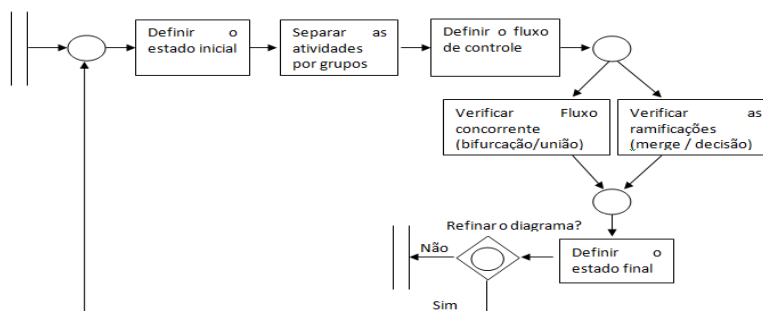 Definir o
estado inicial
Separar as
atividades
por grupos
Definir o fluxo
de controle
Verificar Fluxo
concorrente
(bifurcação/união)
Verificar as
ramificações
(merge / decisão)
Refinar o diagrama?
Não
Definir o
estado final
Sim